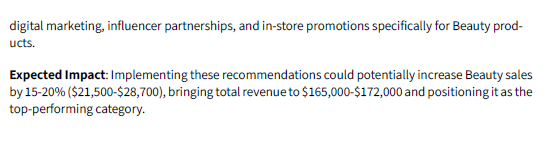 digital marketing, influencer partnerships, and in-store promotions specifically for Beauty prod-
ucts.
Expected Impact: Implementing these recommendations could potentially increase Beauty sales
by 15-20% ($21,500-$28,700), bringing total revenue to $165,000-$172,000 and positioning it as the
top-performing category.